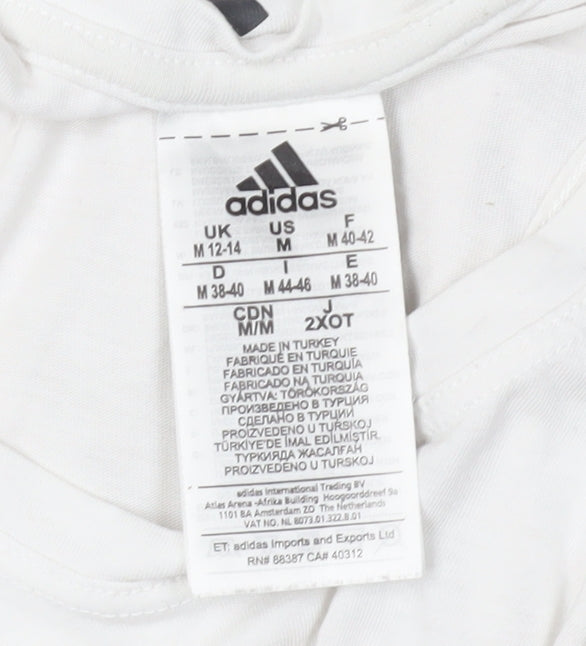 adidas
UK US F
M 12-14 M M 40-42
D I E
M 38-40 M 44-46 M 38-40
CDN J
M/M 2XOT
MADE IN TURKEY
FABRIQUÉ EN TURQUIE
FABRICADO EN TURQUÍA
FABRICADO NA TURQUIA
GYÁRTVA: TÖRÖKORSZÁG
ПРОИЗВЕДЕНО В ТУРЦИЯ
СДЕЛАНО В ТУРЦИИ
PROIZVEDENO U TURSKOJ
TÜRKİYE'DE İMAL EDİLMİŞTİR.
ТУРКИЯДА ЖАСАЛҒАН
PROIZVEDENO U TURSKOJ
adidas International Trading BV
Atlas Arena -Afrika Building Hoogoorddreef 9a
1101 BA Amsterdam ZO The Netherlands
VAT NO. NL 8073.01.322.B.01
ET: adidas Imports and Exports Ltd
RN# 88387 CA# 40312